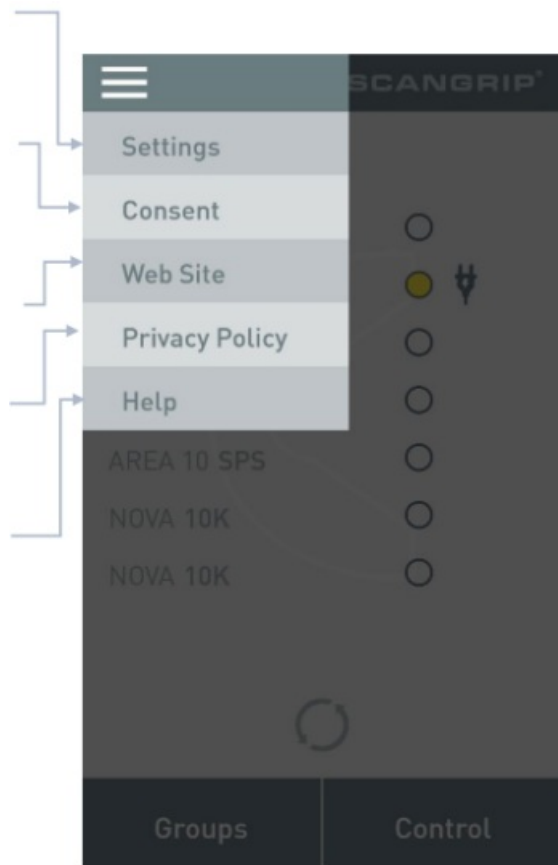 SCANGRIP®
Settings
Consent
Web Site
Privacy Policy
Help
AREA 10 SPS
NOVA 10K
NOVA 10K
Groups
Control